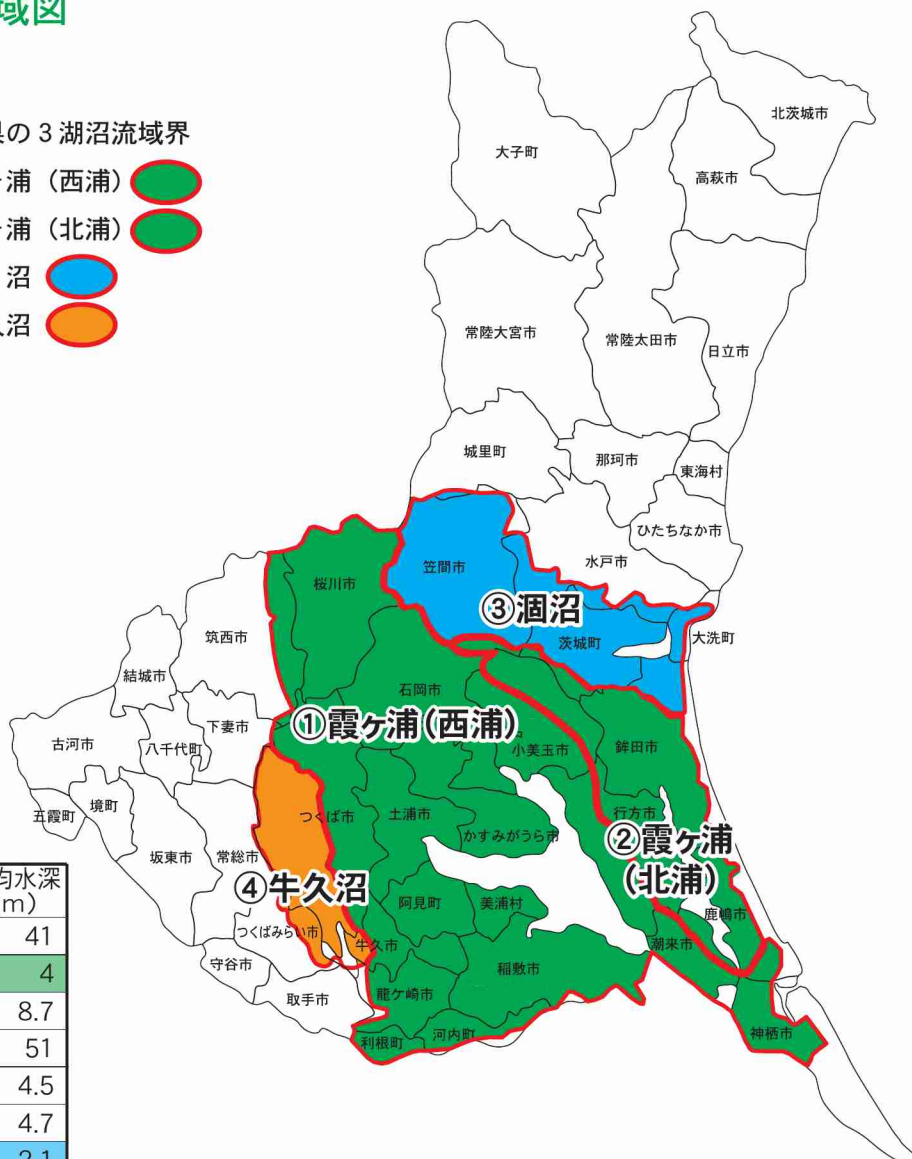 域図
県の3湖沼流域界
浦(西浦)
浦(北浦)
沼
久沼
大子町
北茨城市
高萩市
常陸大宮市
常陸太田市
日立市
城里町
那珂市
東海村
ひたちなか市
水戸市
笠間市
桜川市
③涸沼
茨城町
大洗町
筑西市
結城市
石岡市
①霞ヶ浦(西浦)
下妻市
小美玉市
鉾田市
古河市
八千代町
五霞町
境町
つくば市
土浦市
かすみがうら市
行方市
②霞ヶ浦
(北浦)
坂東市
常総市
④牛久沼
阿見町
美浦村
鹿嶋市
つくばみらい市
牛久市
潮来市
守谷市
稲敷市
取手市
龍ケ崎市
利根町
河内町
神栖市
均水深
m)
41
4
8.7
51
4.5
4.7
2.1